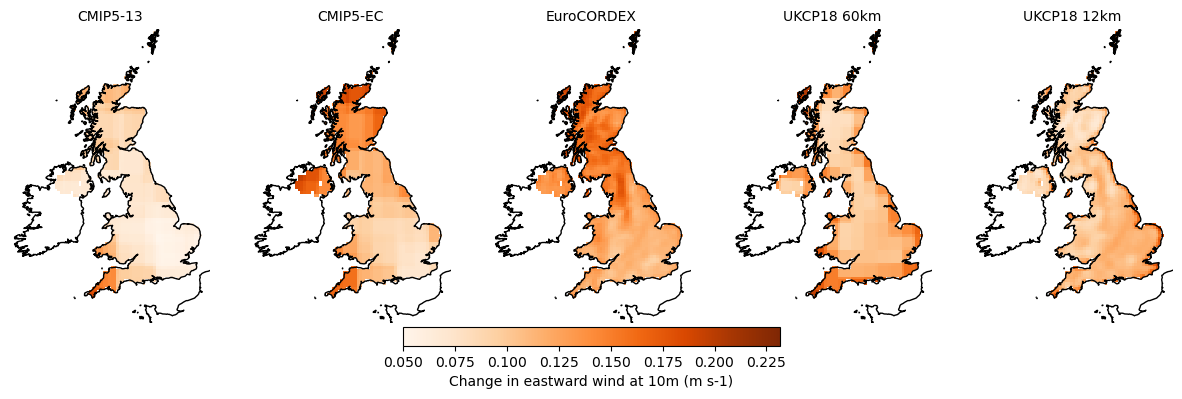 CMIP5-13 CMIP5-EC EuroCORDEX UKCP18 60km UKCP18 12km
0.050 0.075 0.100 0.125 0.150 0.175 0.200 0.225
Change in eastward wind at 10m (m s-1)